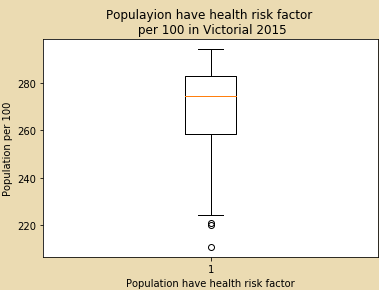 Populayion have health risk factor
per 100 in Victorial 2015
Population per 100
280
260
240
220
1
Population have health risk factor